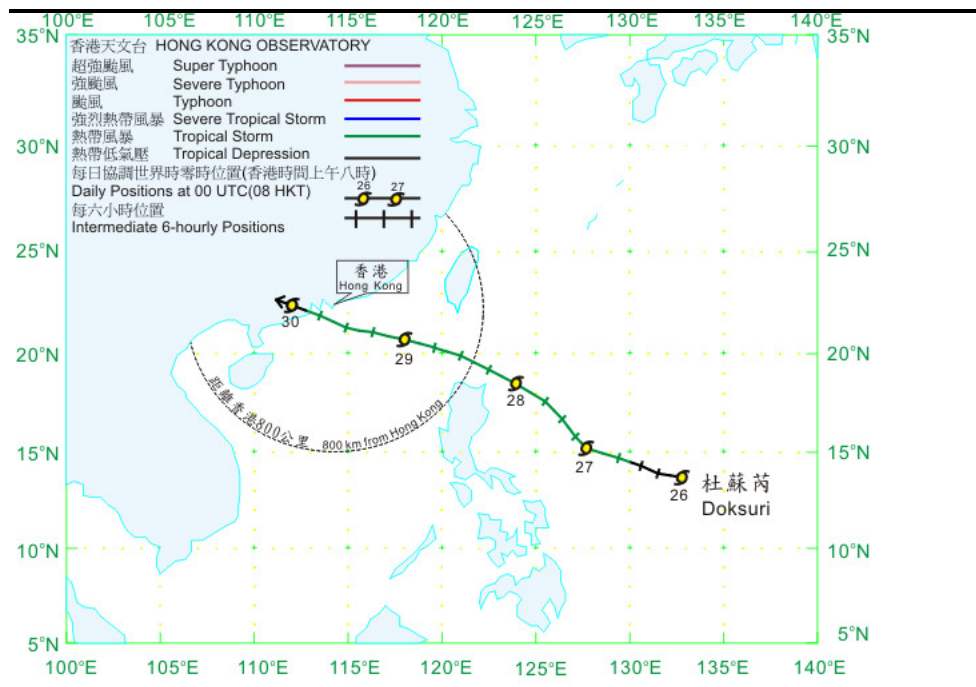 100°E 105°E 110°E 115°E 120°E 125°E 130°E 135°E 140°E
35°N 35°N
香港天文台 HONG KONG OBSERVATORY
超強颱風 Super Typhoon
強颱風 Severe Typhoon
颱風 Typhoon
強烈熱帶風暴 Severe Tropical Storm
熱帶風暴 Tropical Storm
熱帶低氣壓 Tropical Depression
30°N 30°N
每日協調世界時零時位置(香港時間上午八時)
Daily Positions at 00 UTC(08 HKT)
26 27
每六小時位置
Intermediate 6-hourly Positions
25°N 25°N
香港
Hong Kong
30
20°N 20°N
29
28
距離香港800公里 800 km from Hong Kong
15°N 15°N
27
26
杜蘇芮
Doksuri
10°N 10°N
5°N 5°N
100°E 105°E 110°E 115°E 120°E 125°E 130°E 135°E 140°E